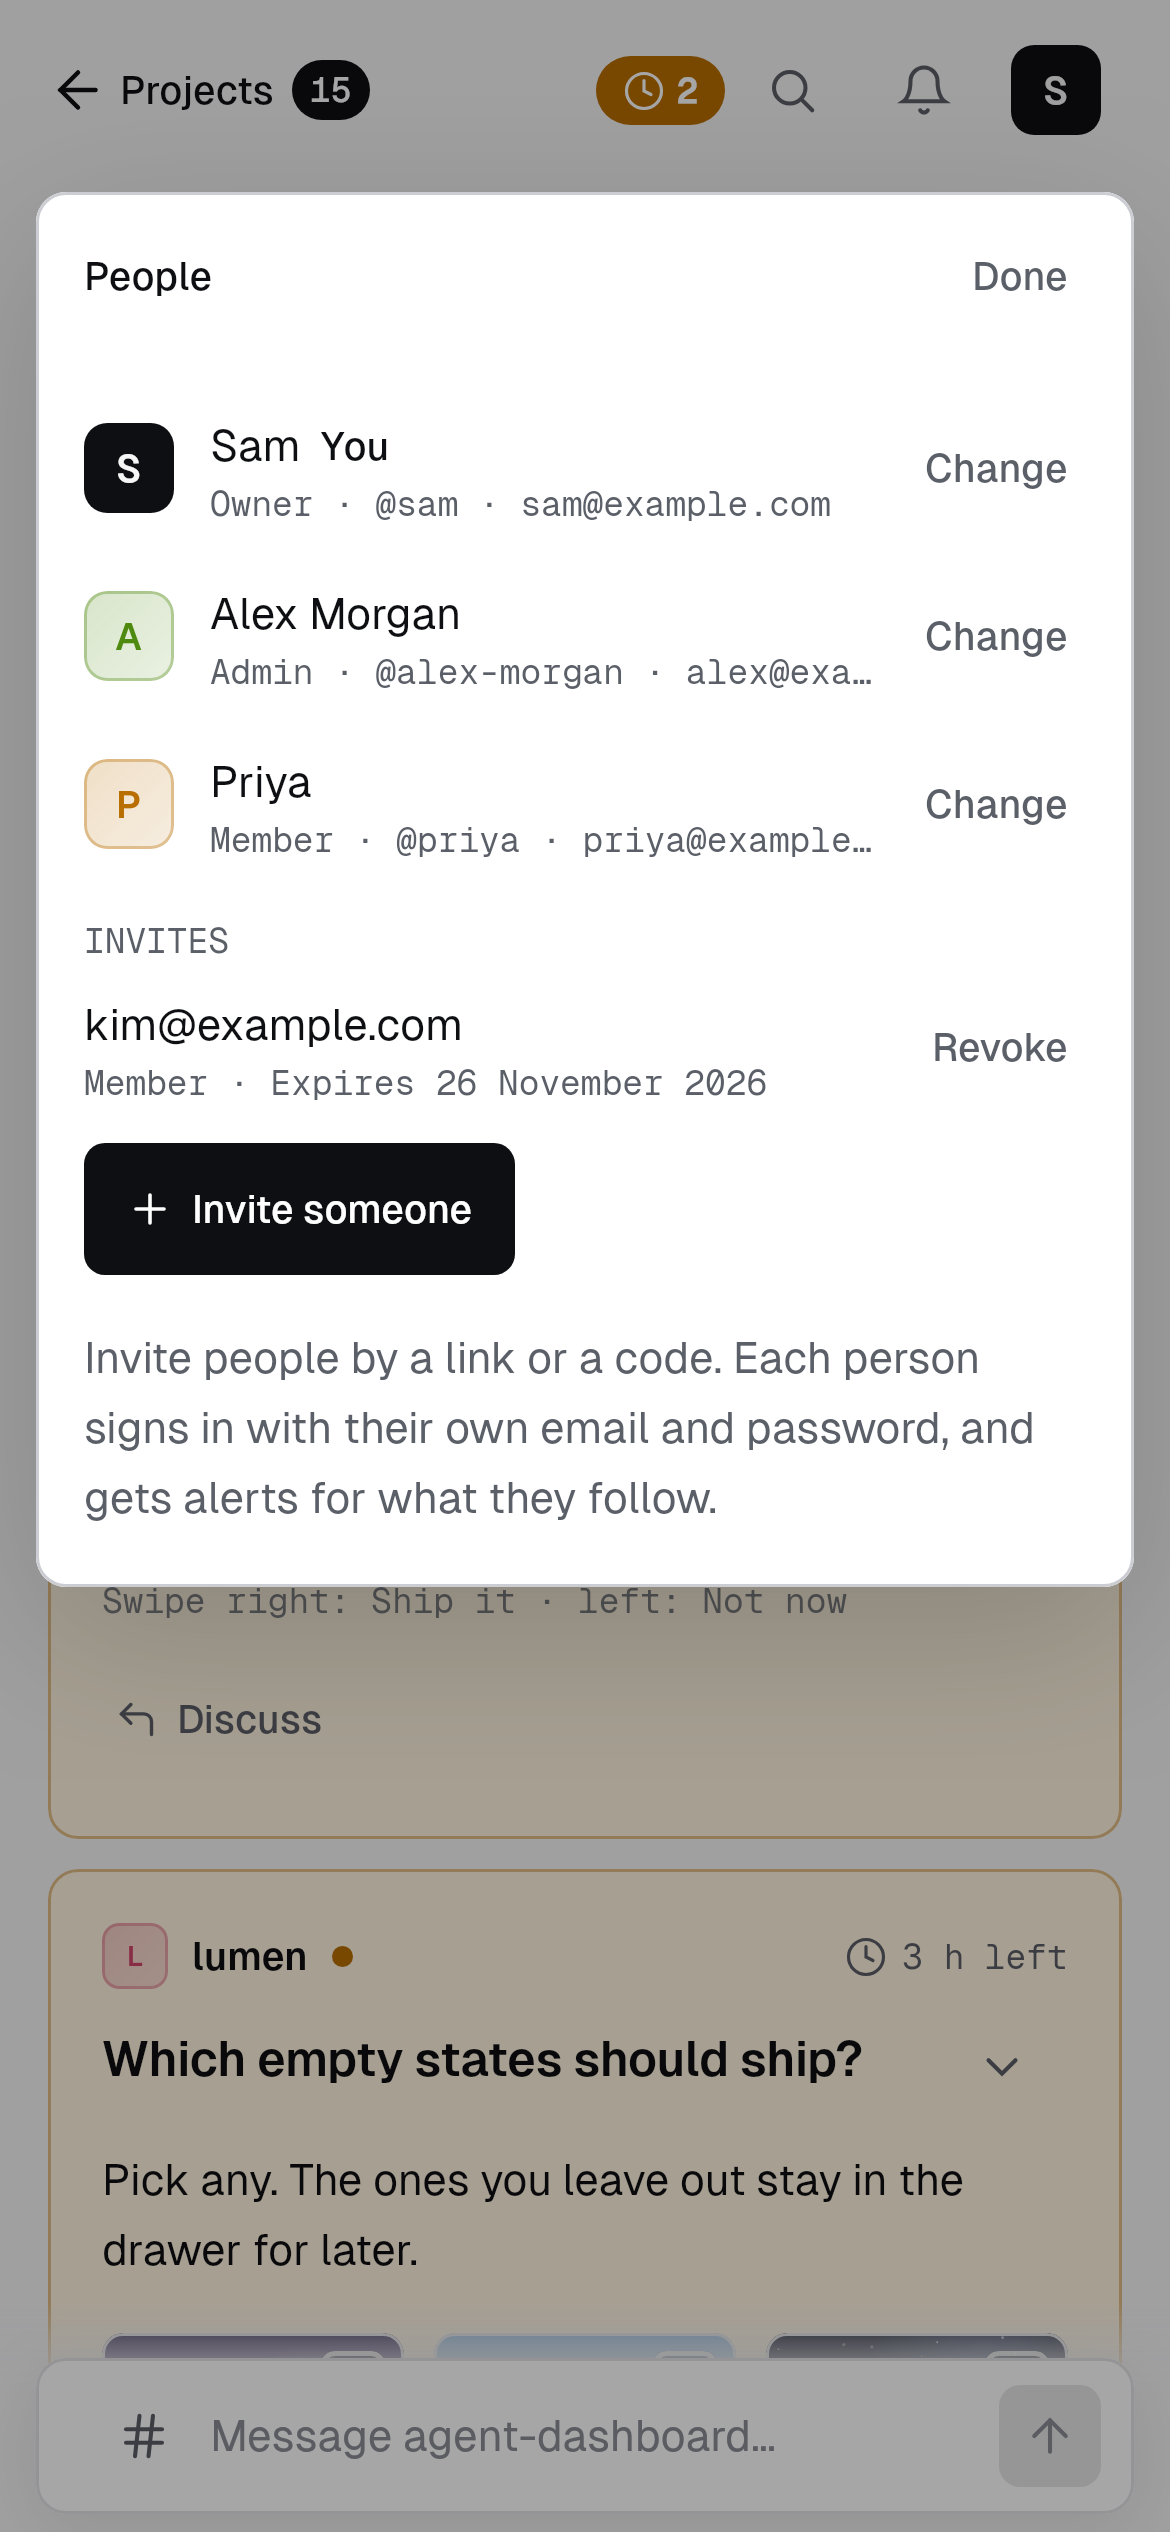 Projects 15
2
S
People
Done
S
Sam You
Owner · @sam · sam@example.com
Change
A
Alex Morgan
Admin · @alex-morgan · alex@exa…
Change
P
Priya
Member · @priya · priya@example…
Change
INVITES
kim@example.com
Member · Expires 26 November 2026
Revoke
Invite someone
Invite people by a link or a code. Each person
signs in with their own email and password, and
gets alerts for what they follow.
Swipe right: Ship it · left: Not now
Discuss
L
lumen
3 h left
Which empty states should ship?
Pick any. The ones you leave out stay in the
drawer for later.
Message agent-dashboard…